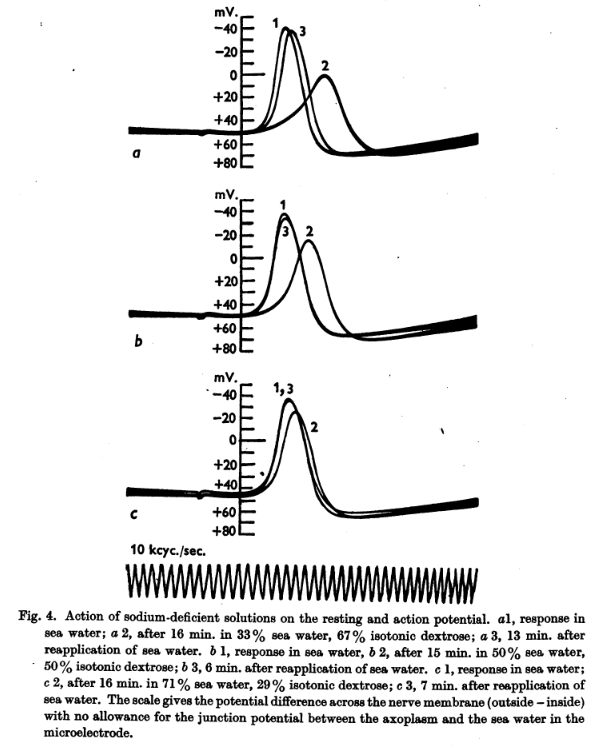 mV.
−40
−20
0
+20
+40
+60
+80
1
3
2
a
mV.
−40
−20
0
+20
+40
+60
+80
1
3
2
b
mV.
−40
−20
0
+20
+40
+60
+80
1,3
2
c
10 kcyc./sec.
Fig. 4. Action of sodium-deficient solutions on the resting and action potential. a1, response in
sea water; a 2, after 16 min. in 33% sea water, 67% isotonic dextrose; a 3, 13 min. after
reapplication of sea water. b 1, response in sea water, b 2, after 15 min. in 50% sea water,
50% isotonic dextrose; b 3, 6 min. after reapplication of sea water. c 1, response in sea water;
c 2, after 16 min. in 71% sea water, 29% isotonic dextrose; c 3, 7 min. after reapplication of
sea water. The scale gives the potential difference across the nerve membrane (outside – inside)
with no allowance for the junction potential between the axoplasm and the sea water in the
microelectrode.